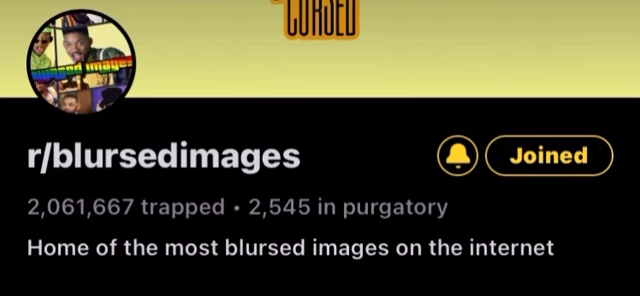 CURSED
blursed images
r/blursedimages
Joined
2,061,667 trapped • 2,545 in purgatory
Home of the most blursed images on the internet